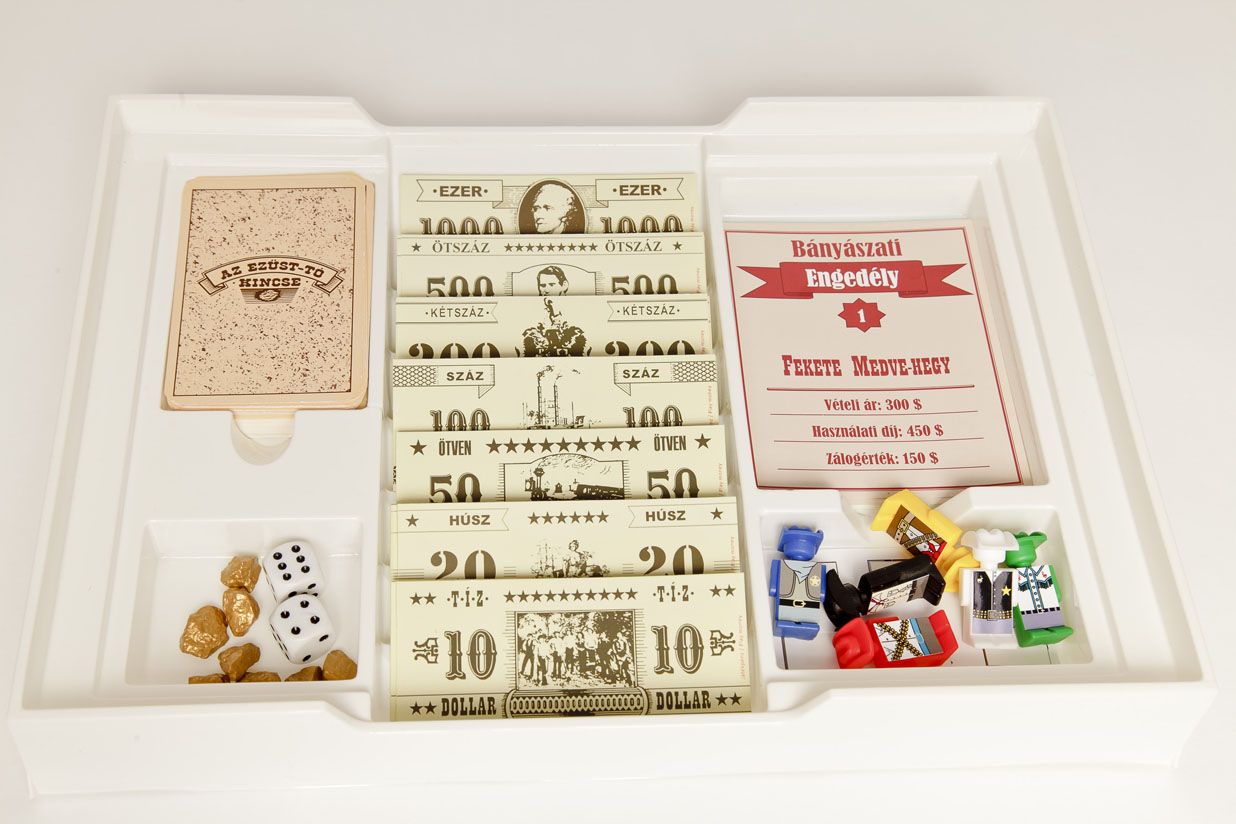 AZ EZÜST-TÓ
KINCSE
·EZER· ·EZER·
1000 1000
ÖTSZÁZ ★★★★★★★★ ÖTSZÁZ ★
500 500
·KÉTSZÁZ· ·KÉTSZÁZ·
200 200
SZÁZ SZÁZ
100 100
★ ÖTVEN ★★★★★★★★ ÖTVEN ★
50 50
★ HÚSZ ★★★★★★ HÚSZ ★
20 20
★★ ·TÍZ· ★★★★★★★★ ·TÍZ· ★★
10 10
★★ DOLLAR DOLLAR ★★
Bányászati
Engedély
1
FEKETE MEDVE-HEGY
Vételi ár: 300 $
Használati díj: 450 $
Zálogérték: 150 $